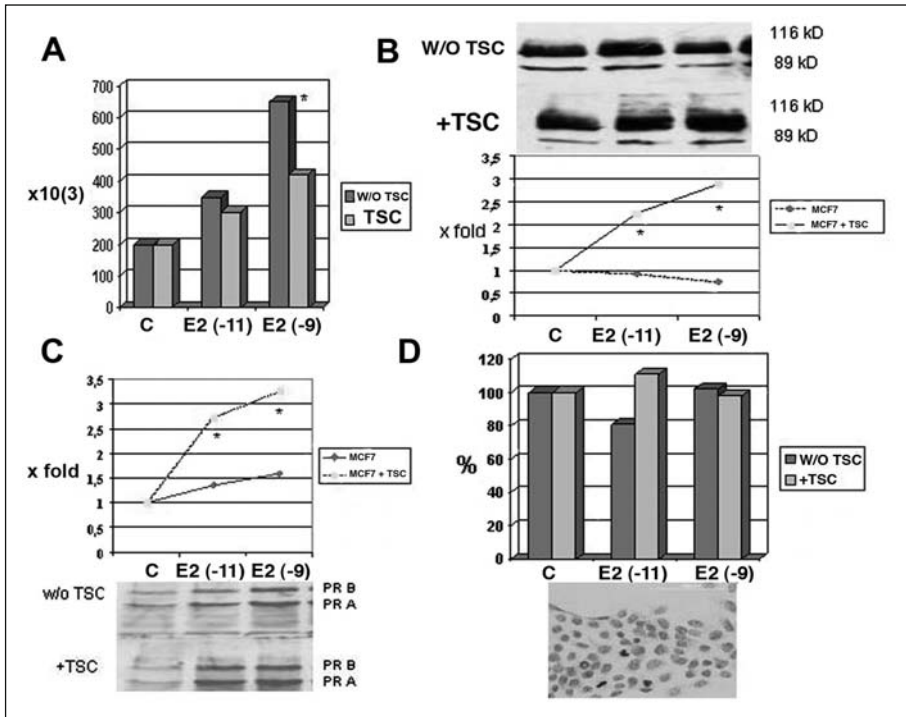 A
700
600
500
400
300
200
100
0
x10(3)
*
W/O TSC
TSC
C E2 (-11) E2 (-9)
B
W/O TSC
116 kD
89 kD
+TSC
116 kD
89 kD
3,5
3
2,5
2
1,5
1
0,5
0
x fold
*
*
MCF7
MCF7 + TSC
C E2 (-11) E2 (-9)
C
3,5
3
2,5
2
1,5
1
0,5
0
x fold
*
*
MCF7
MCF7 + TSC
C E2 (-11) E2 (-9)
w/o TSC
PR B
PR A
+TSC
PR B
PR A
D
120
100
80
60
40
20
0
%
W/O TSC
+TSC
C E2 (-11) E2 (-9)